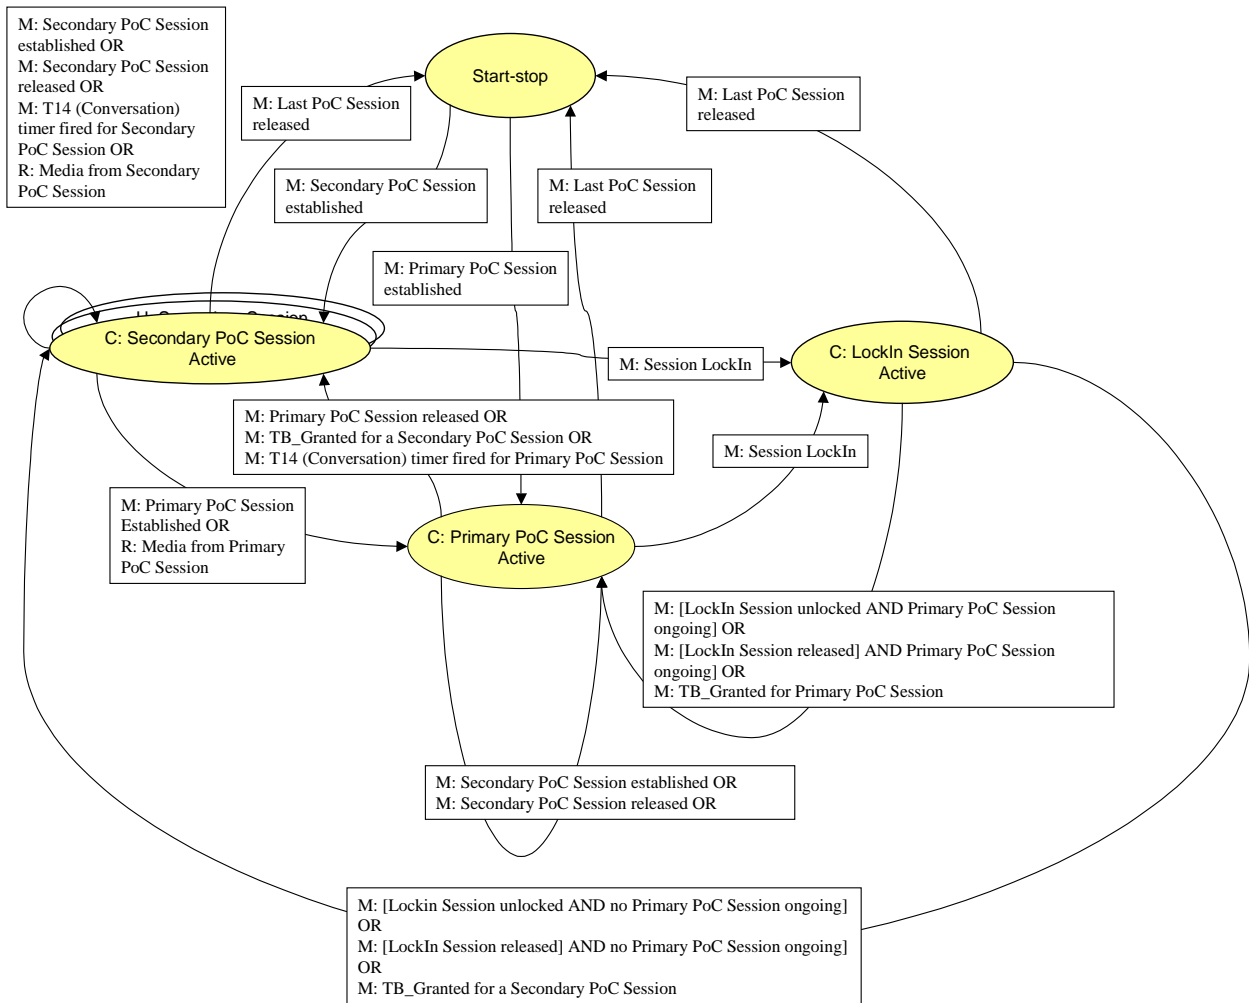 M: Secondary PoC Session
established OR
M: Secondary PoC Session
released OR
M: T14 (Conversation)
timer fired for Secondary
PoC Session OR
R: Media from Secondary
PoC Session
Start-stop
M: Last PoC Session
released
M: Last PoC Session
released
M: Secondary PoC Session
established
M: Last PoC Session
released
M: Primary PoC Session
established
C: Secondary PoC Session
Active
M: Session LockIn
C: LockIn Session
Active
M: Primary PoC Session released OR
M: TB_Granted for a Secondary PoC Session OR
M: T14 (Conversation) timer fired for Primary PoC Session
M: Session LockIn
M: Primary PoC Session
Established OR
R: Media from Primary
PoC Session
C: Primary PoC Session
Active
M: [LockIn Session unlocked AND Primary PoC Session
ongoing] OR
M: [LockIn Session released] AND Primary PoC Session
ongoing] OR
M: TB_Granted for Primary PoC Session
M: Secondary PoC Session established OR
M: Secondary PoC Session released OR
M: [Lockin Session unlocked AND no Primary PoC Session ongoing]
OR
M: [LockIn Session released] AND no Primary PoC Session ongoing]
OR
M: TB_Granted for a Secondary PoC Session